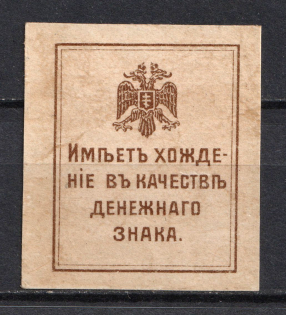 Имѣетъ хожде-
ніе въ качествѣ
денежнаго
знака.